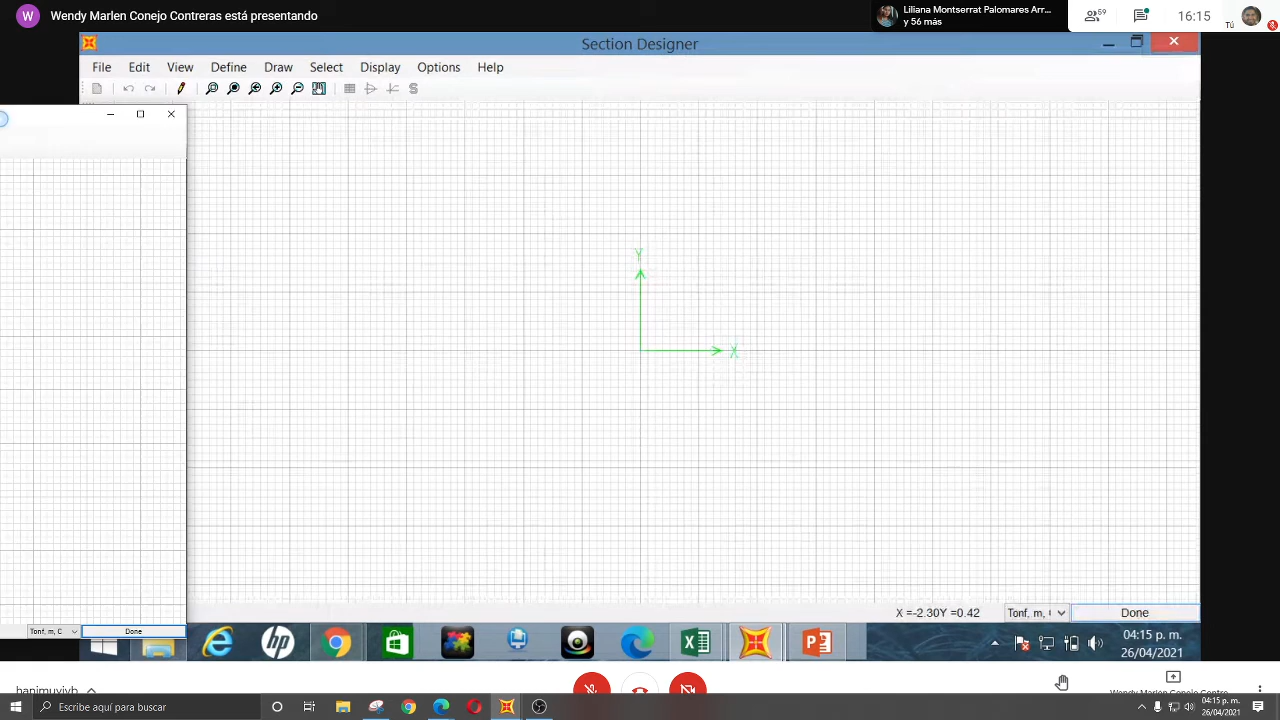 W Wendy Marlen Conejo Contreras está presentando
Liliana Montserrat Palomares Arr...
y 56 más
59
16:15
Tú
Section Designer
File Edit View Define Draw Select Display Options Help
Y
X
X =-2.30Y =0.42
Tonf, m,
Done
Tonf, m, C
Done
04:15 p. m.
26/04/2021
Escribe aquí para buscar
04:15 p. m.
26/04/2021